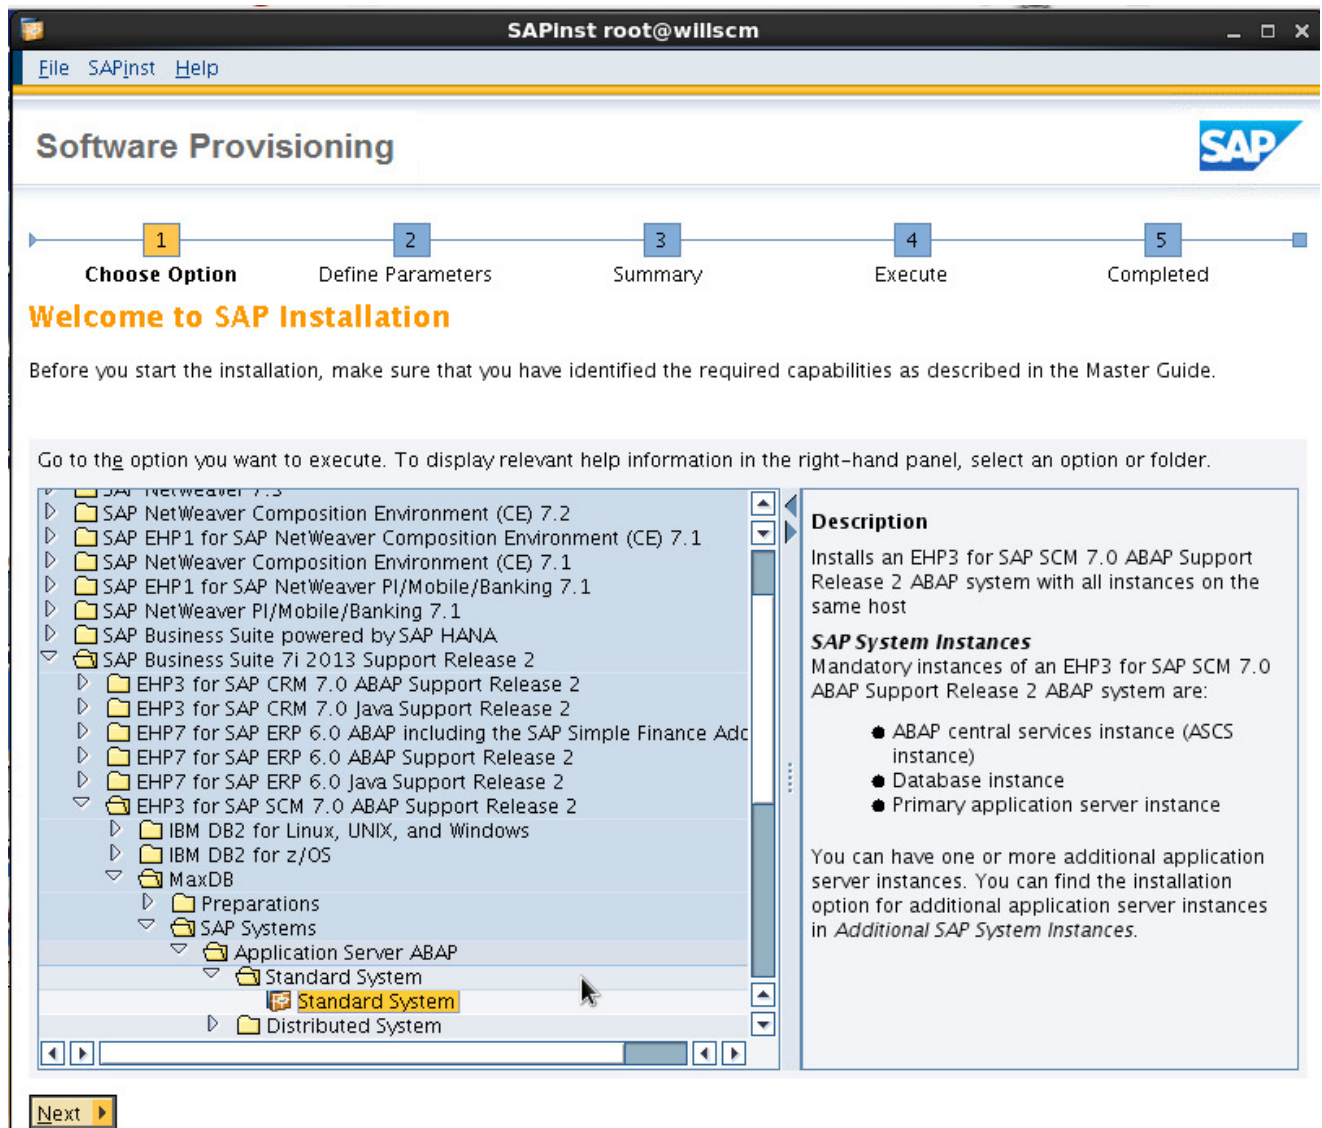 SAPinst root@willscm
File SAPinst Help
Software Provisioning
SAP
1 2 3 4 5
Choose Option Define Parameters Summary Execute Completed
Welcome to SAP Installation
Before you start the installation, make sure that you have identified the required capabilities as described in the Master Guide.
Go to the option you want to execute. To display relevant help information in the right-hand panel, select an option or folder.
SAP NetWeaver 7.3
SAP NetWeaver Composition Environment (CE) 7.2
SAP EHP1 for SAP NetWeaver Composition Environment (CE) 7.1
SAP NetWeaver Composition Environment (CE) 7.1
SAP EHP1 for SAP NetWeaver PI/Mobile/Banking 7.1
SAP NetWeaver PI/Mobile/Banking 7.1
SAP Business Suite powered by SAP HANA
SAP Business Suite 7i 2013 Support Release 2
EHP3 for SAP CRM 7.0 ABAP Support Release 2
EHP3 for SAP CRM 7.0 Java Support Release 2
EHP7 for SAP ERP 6.0 ABAP including the SAP Simple Finance Adc
EHP7 for SAP ERP 6.0 ABAP Support Release 2
EHP7 for SAP ERP 6.0 Java Support Release 2
EHP3 for SAP SCM 7.0 ABAP Support Release 2
IBM DB2 for Linux, UNIX, and Windows
IBM DB2 for z/OS
MaxDB
Preparations
SAP Systems
Application Server ABAP
Standard System
Standard System
Distributed System
Description
Installs an EHP3 for SAP SCM 7.0 ABAP Support
Release 2 ABAP system with all instances on the
same host
SAP System Instances
Mandatory instances of an EHP3 for SAP SCM 7.0
ABAP Support Release 2 ABAP system are:
● ABAP central services instance (ASCS
instance)
● Database instance
● Primary application server instance
You can have one or more additional application
server instances. You can find the installation
option for additional application server instances
in Additional SAP System Instances.
Next